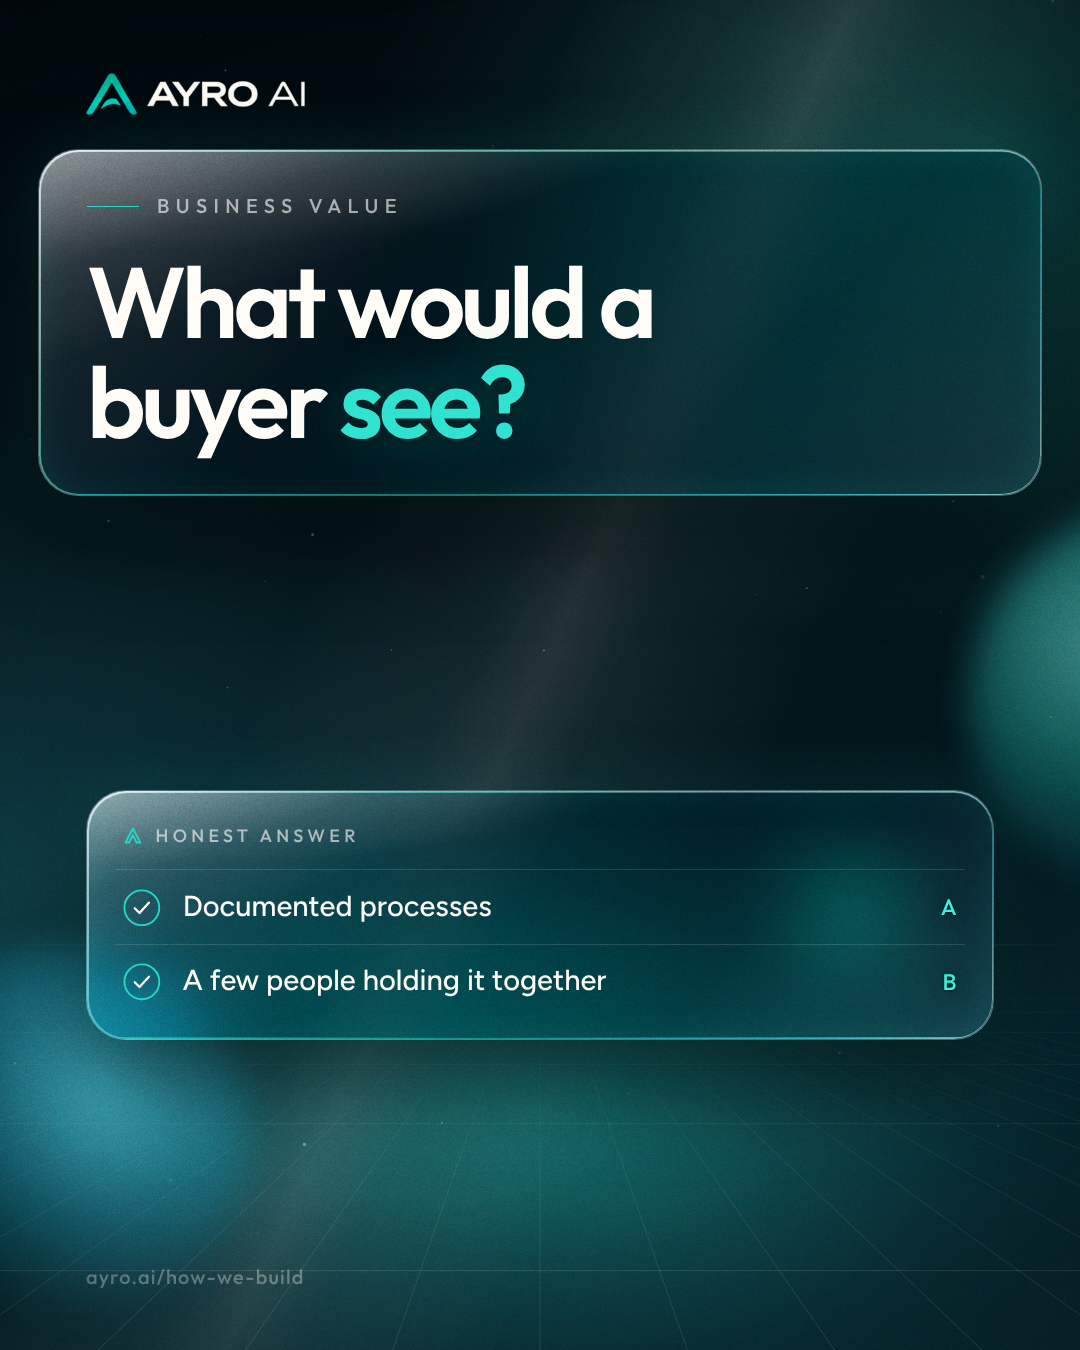 AYRO AI
BUSINESS VALUE
What would a
buyer see?
HONEST ANSWER
Documented processes A
A few people holding it together B
ayro.ai/how-we-build